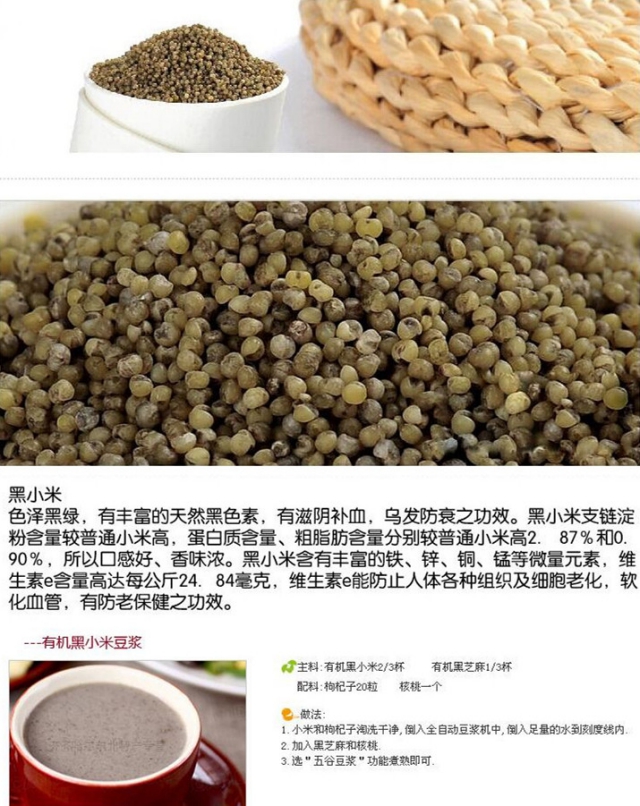 黑小米
色泽黑绿，有丰富的天然黑色素，有滋阴补血，乌发防衰之功效。黑小米支链淀
粉含量较普通小米高，蛋白质含量、粗脂肪含量分别较普通小米高2. 87％和0.
90％，所以口感好、香味浓。黑小米含有丰富的铁、锌、铜、锰等微量元素，维
生素e含量高达每公斤24. 84毫克，维生素e能防止人体各种组织及细胞老化，软
化血管，有防老保健之功效。
---有机黑小米豆浆
主料:有机黑小米2/3杯 有机黑芝麻1/3杯
配料:枸杞子20粒 核桃一个
做法:
1. 小米和枸杞子淘洗干净,倒入全自动豆浆机中,倒入足量的水到刻度线内.
2. 加入黑芝麻和核桃.
3. 选＂五谷豆浆＂功能煮熟即可.